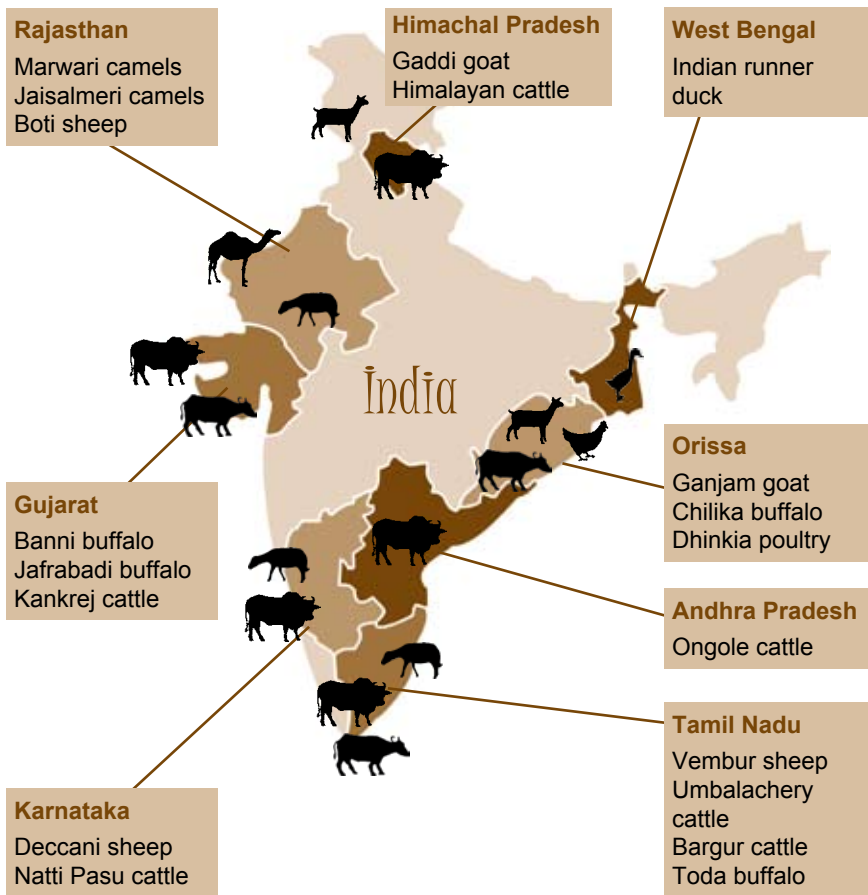 Rajasthan
Marwari camels
Jaisalmeri camels
Boti sheep
Himachal Pradesh
Gaddi goat
Himalayan cattle
West Bengal
Indian runner
duck
India
Gujarat
Banni buffalo
Jafrabadi buffalo
Kankrej cattle
Orissa
Ganjam goat
Chilika buffalo
Dhinkia poultry
Andhra Pradesh
Ongole cattle
Karnataka
Deccani sheep
Natti Pasu cattle
Tamil Nadu
Vembur sheep
Umbalachery
cattle
Bargur cattle
Toda buffalo